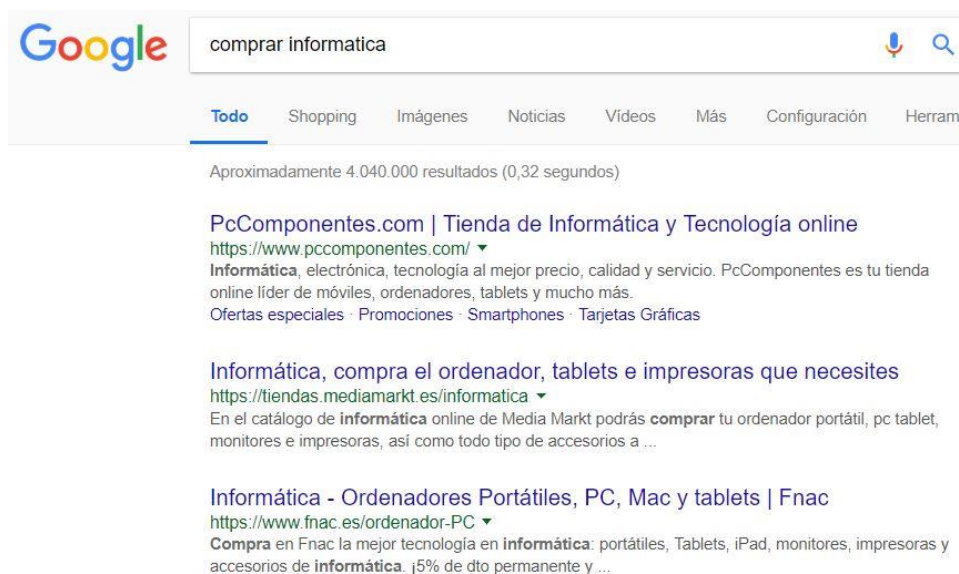 Google
comprar informatica
Todo Shopping Imágenes Noticias Vídeos Más Configuración Herram
Aproximadamente 4.040.000 resultados (0,32 segundos)
PcComponentes.com | Tienda de Informática y Tecnología online
https://www.pccomponentes.com/
Informática, electrónica, tecnología al mejor precio, calidad y servicio. PcComponentes es tu tienda
online líder de móviles, ordenadores, tablets y mucho más.
Ofertas especiales · Promociones · Smartphones · Tarjetas Gráficas
Informática, compra el ordenador, tablets e impresoras que necesites
https://tiendas.mediamarkt.es/informatica
En el catálogo de informática online de Media Markt podrás comprar tu ordenador portátil, pc tablet,
monitores e impresoras, así como todo tipo de accesorios a ...
Informática - Ordenadores Portátiles, PC, Mac y tablets | Fnac
https://www.fnac.es/ordenador-PC
Compra en Fnac la mejor tecnología en informática: portátiles, Tablets, iPad, monitores, impresoras y
accesorios de informática. ¡5% de dto permanente y ...